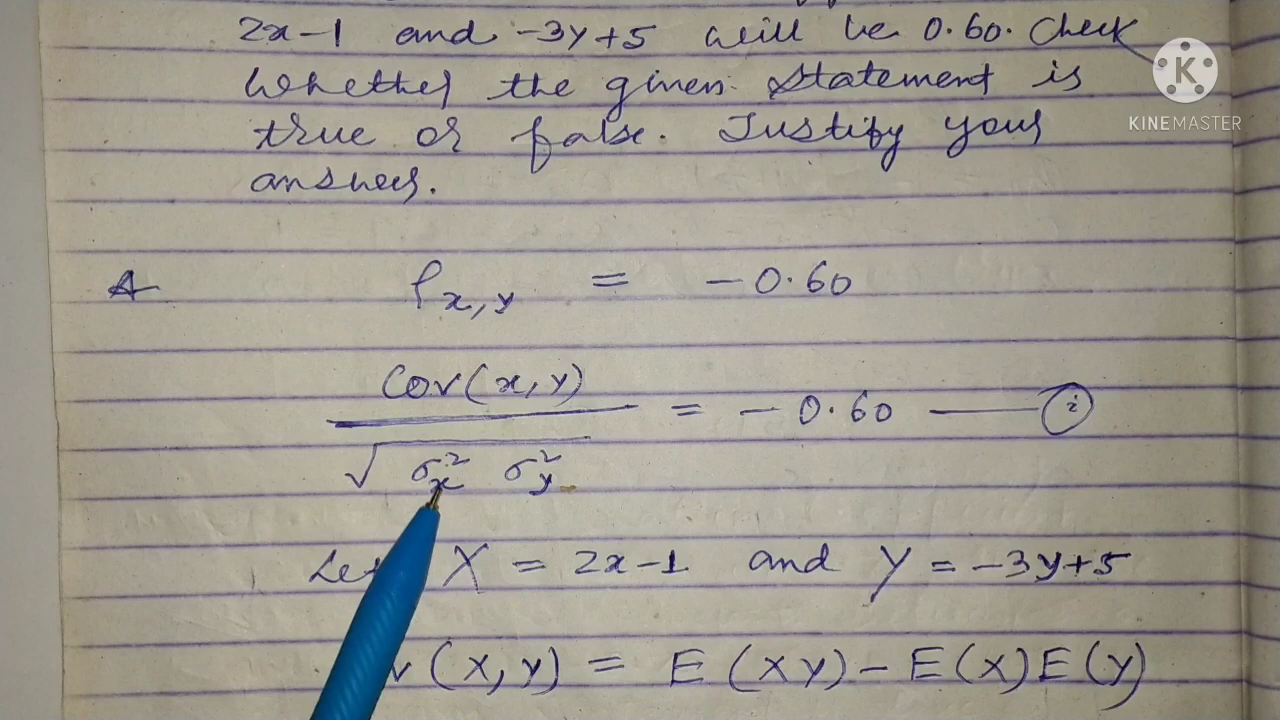 2x-1 and -3y+5 will be 0.60. Check
whether the given statement is
true or false. Justify your
answer.
KINEMASTER
A ρx,y = -0.60
Cov(x,y) / √σx² σy² = -0.60 — (i)
Let X = 2x-1 and Y = -3y+5
(X,Y) = E(XY) - E(X)E(Y)